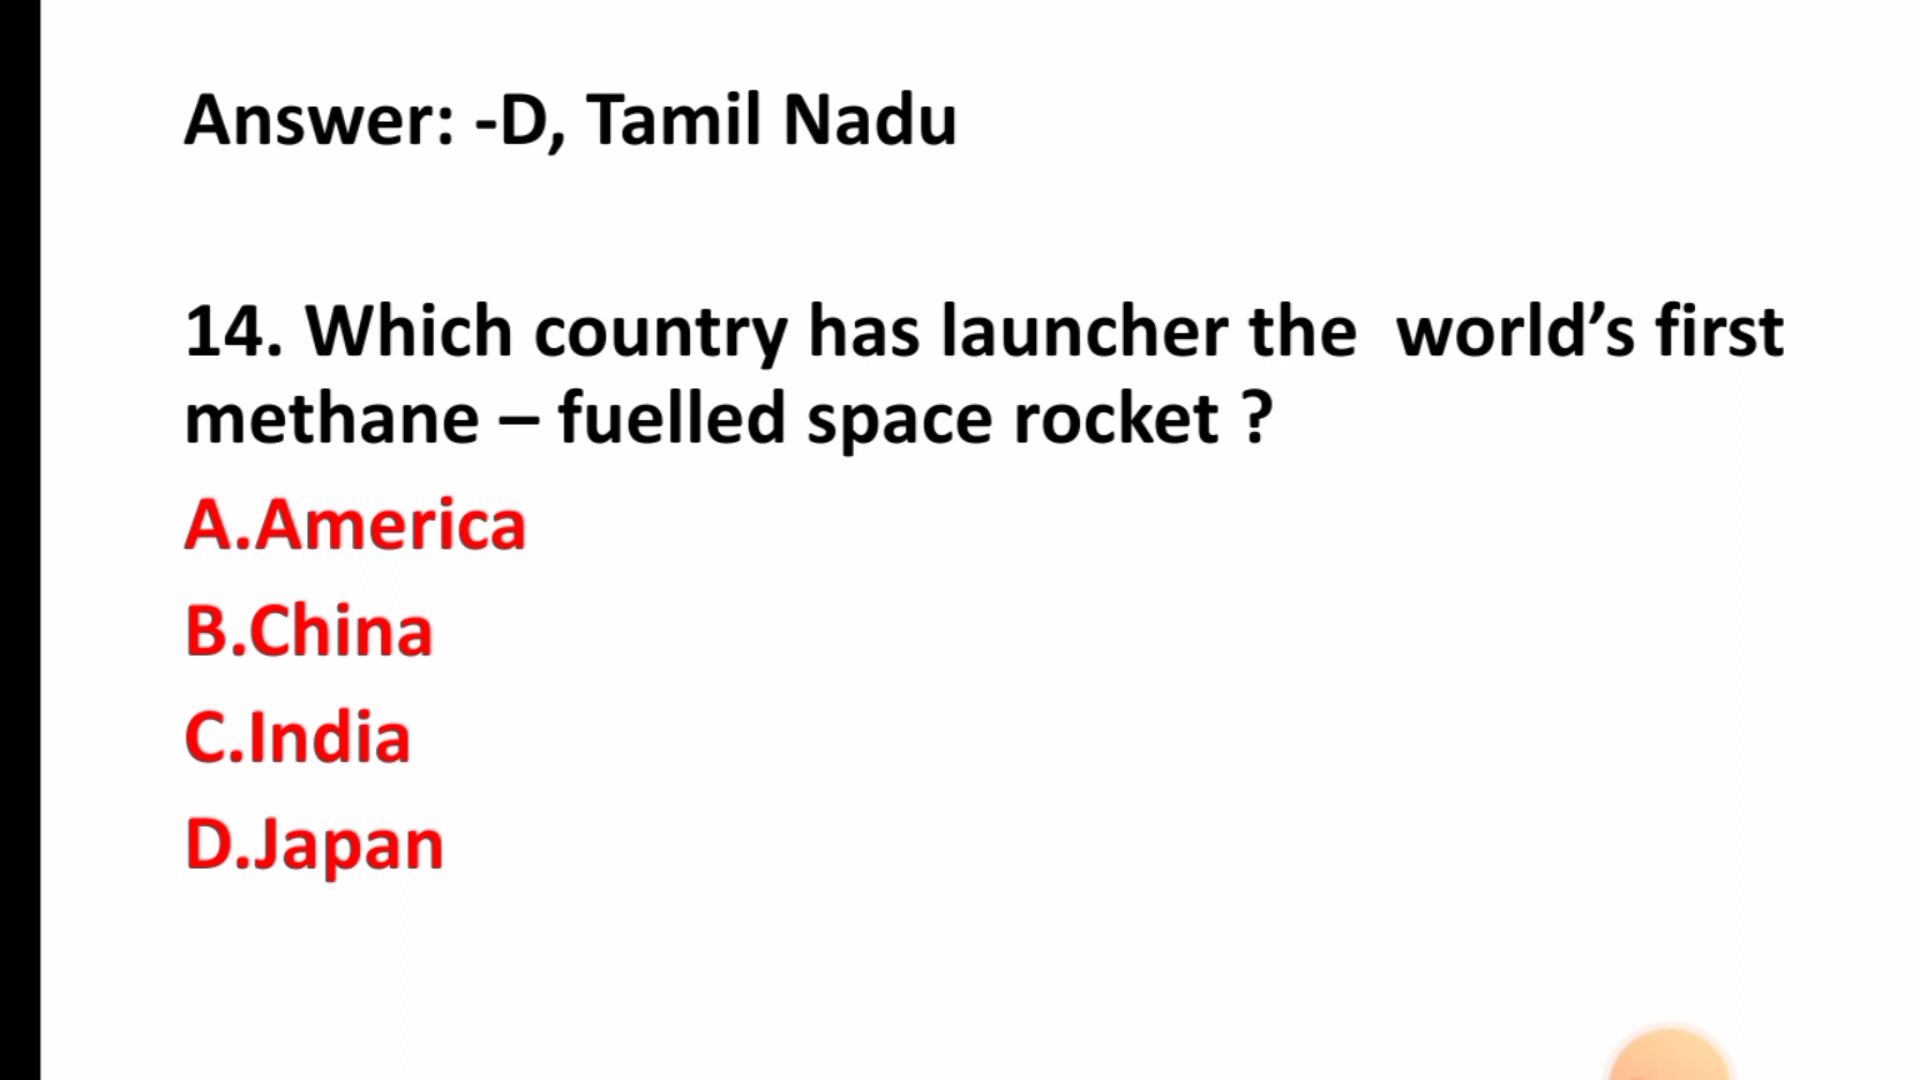 Answer: -D, Tamil Nadu
14. Which country has launcher the  world’s first
methane – fuelled space rocket ?
A.America
B.China
C.India
D.Japan